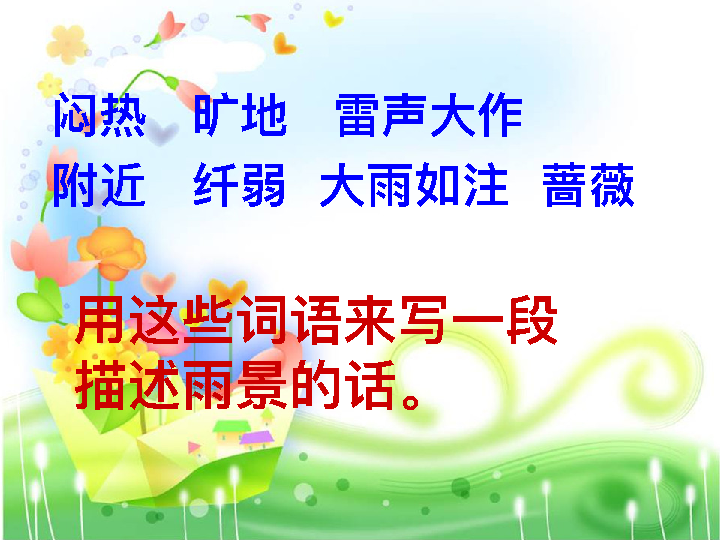 闷热 旷地 雷声大作
附近 纤弱 大雨如注 蔷薇
用这些词语来写一段
描述雨景的话。